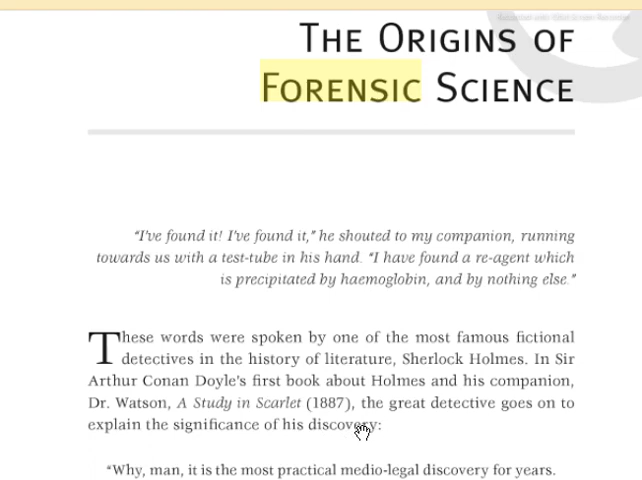 THE ORIGINS OF
FORENSIC SCIENCE
“I've found it! I've found it,” he shouted to my companion, running
towards us with a test-tube in his hand. “I have found a re-agent which
is precipitated by haemoglobin, and by nothing else.”
These words were spoken by one of the most famous fictional
detectives in the history of literature, Sherlock Holmes. In Sir
Arthur Conan Doyle's first book about Holmes and his companion,
Dr. Watson, A Study in Scarlet (1887), the great detective goes on to
explain the significance of his discovery:
“Why, man, it is the most practical medio-legal discovery for years.